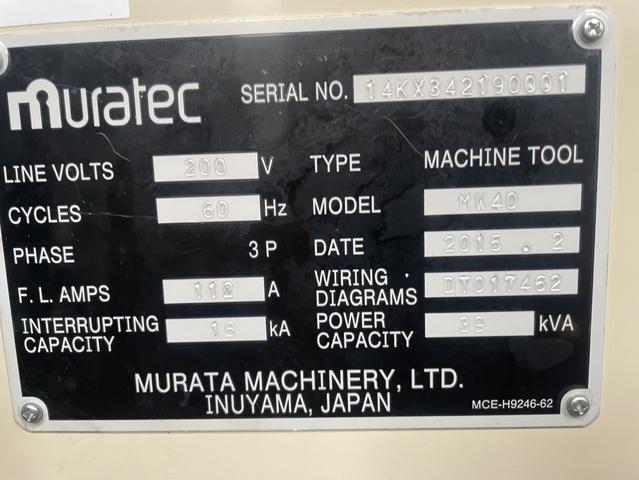 muratec
SERIAL NO. 14KX342190001
LINE VOLTS 200 V TYPE MACHINE TOOL
CYCLES 60 Hz MODEL MW40
PHASE 3 P DATE 2015 . 2
F. L. AMPS 112 A WIRING DIAGRAMS DT017462
INTERRUPTING CAPACITY 18 kA POWER CAPACITY 39 kVA
MURATA MACHINERY, LTD.
INUYAMA, JAPAN
MCE-H9246-62